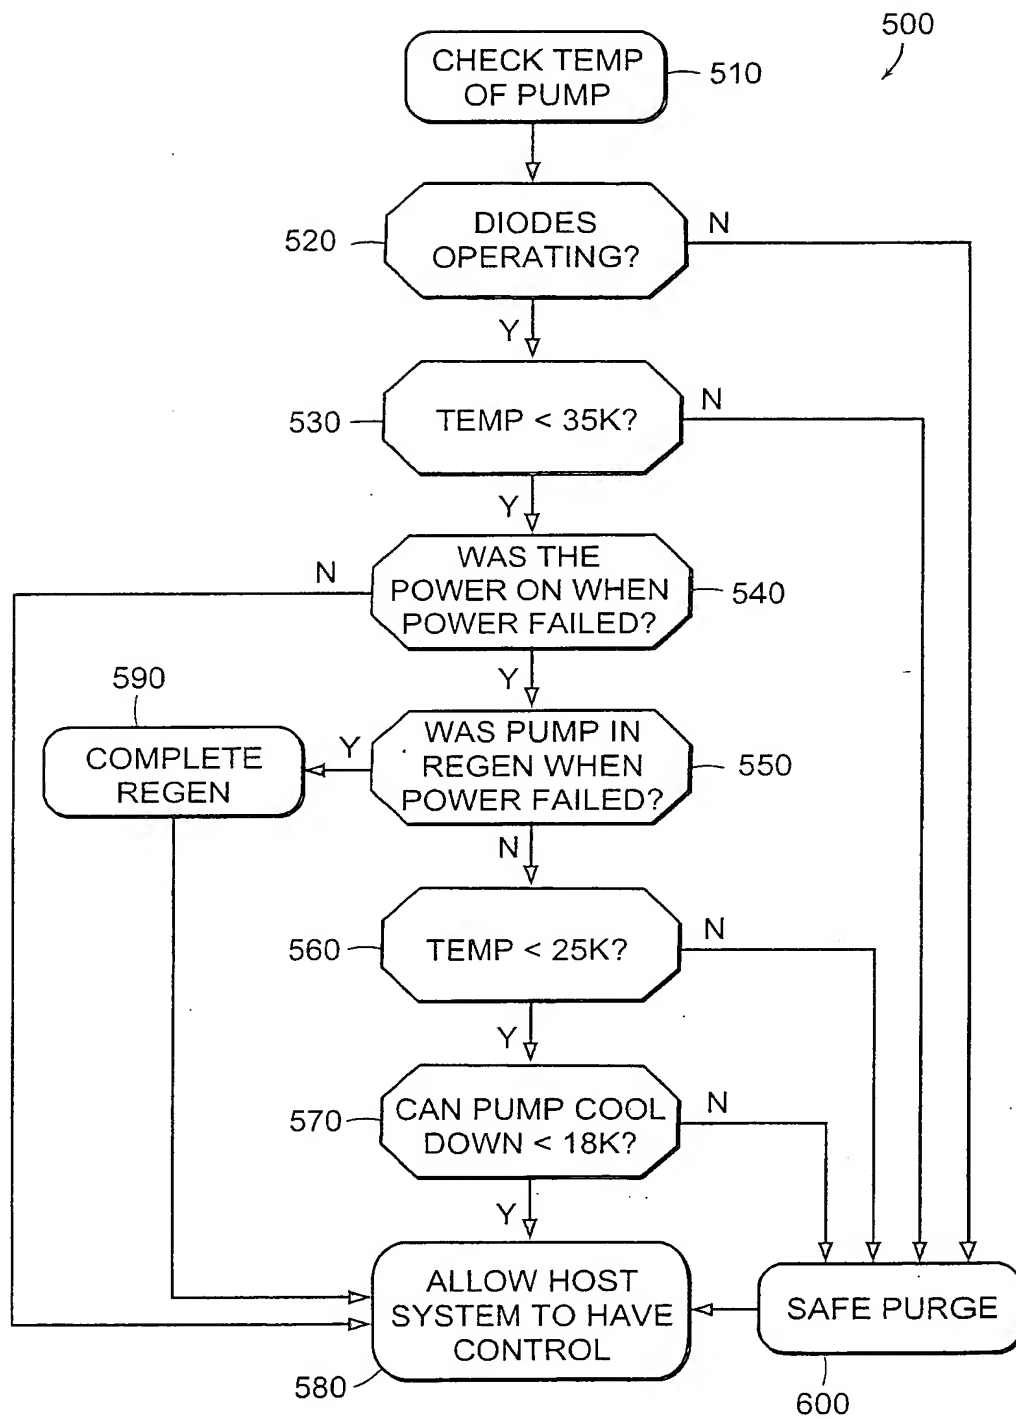 500
CHECK TEMP
OF PUMP
510
DIODES
OPERATING?
520
N
Y
TEMP < 35K?
530
N
Y
WAS THE
POWER ON WHEN
POWER FAILED?
540
N
Y
590
COMPLETE
REGEN
Y
WAS PUMP IN
REGEN WHEN
POWER FAILED?
550
N
TEMP < 25K?
560
N
Y
CAN PUMP COOL
DOWN < 18K?
570
N
Y
ALLOW HOST
SYSTEM TO HAVE
CONTROL
580
SAFE PURGE
600